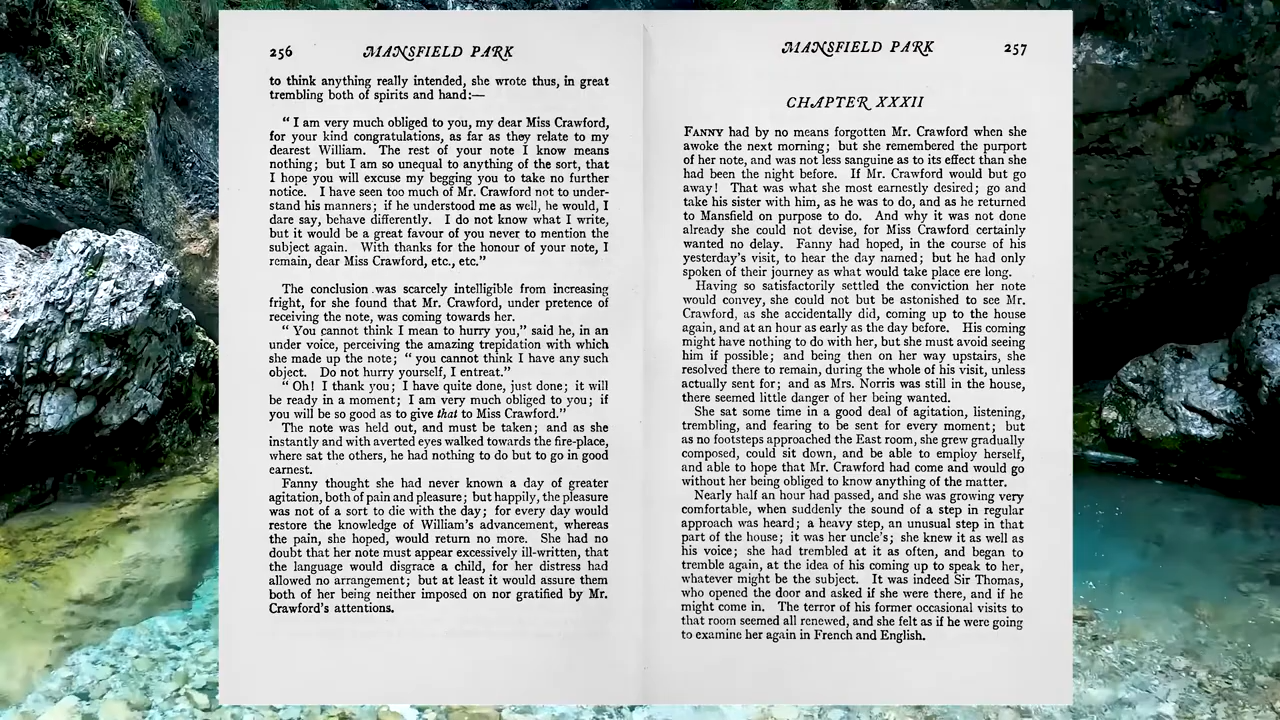 256 MANSFIELD PARK
to think anything really intended, she wrote thus, in great
trembling both of spirits and hand:—
“ I am very much obliged to you, my dear Miss Crawford,
for your kind congratulations, as far as they relate to my
dearest William. The rest of your note I know means
nothing; but I am so unequal to anything of the sort, that
I hope you will excuse my begging you to take no further
notice. I have seen too much of Mr. Crawford not to under-
stand his manners; if he understood me as well, he would, I
dare say, behave differently. I do not know what I write,
but it would be a great favour of you never to mention the
subject again. With thanks for the honour of your note, I
remain, dear Miss Crawford, etc., etc.”
The conclusion was scarcely intelligible from increasing
fright, for she found that Mr. Crawford, under pretence of
receiving the note, was coming towards her.
“ You cannot think I mean to hurry you,” said he, in an
under voice, perceiving the amazing trepidation with which
she made up the note; “ you cannot think I have any such
object. Do not hurry yourself, I entreat.”
“ Oh! I thank you; I have quite done, just done; it will
be ready in a moment; I am very much obliged to you; if
you will be so good as to give that to Miss Crawford.”
The note was held out, and must be taken; and as she
instantly and with averted eyes walked towards the fire-place,
where sat the others, he had nothing to do but to go in good
earnest.
Fanny thought she had never known a day of greater
agitation, both of pain and pleasure; but happily, the pleasure
was not of a sort to die with the day; for every day would
restore the knowledge of William's advancement, whereas
the pain, she hoped, would return no more. She had no
doubt that her note must appear excessively ill-written, that
the language would disgrace a child, for her distress had
allowed no arrangement; but at least it would assure them
both of her being neither imposed on nor gratified by Mr.
Crawford's attentions.
MANSFIELD PARK 257
CHAPTER XXXII
FANNY had by no means forgotten Mr. Crawford when she
awoke the next morning; but she remembered the purport
of her note, and was not less sanguine as to its effect than she
had been the night before. If Mr. Crawford would but go
away! That was what she most earnestly desired; go and
take his sister with him, as he was to do, and as he returned
to Mansfield on purpose to do. And why it was not done
already she could not devise, for Miss Crawford certainly
wanted no delay. Fanny had hoped, in the course of his
yesterday's visit, to hear the day named; but he had only
spoken of their journey as what would take place ere long.
Having so satisfactorily settled the conviction her note
would convey, she could not but be astonished to see Mr.
Crawford, as she accidentally did, coming up to the house
again, and at an hour as early as the day before. His coming
might have nothing to do with her, but she must avoid seeing
him if possible; and being then on her way upstairs, she
resolved there to remain, during the whole of his visit, unless
actually sent for; and as Mrs. Norris was still in the house,
there seemed little danger of her being wanted.
She sat some time in a good deal of agitation, listening,
trembling, and fearing to be sent for every moment; but
as no footsteps approached the East room, she grew gradually
composed, could sit down, and be able to employ herself,
and able to hope that Mr. Crawford had come and would go
without her being obliged to know anything of the matter.
Nearly half an hour had passed, and she was growing very
comfortable, when suddenly the sound of a step in regular
approach was heard; a heavy step, an unusual step in that
part of the house; it was her uncle's; she knew it as well as
his voice; she had trembled at it as often, and began to
tremble again, at the idea of his coming up to speak to her,
whatever might be the subject. It was indeed Sir Thomas,
who opened the door and asked if she were there, and if he
might come in. The terror of his former occasional visits to
that room seemed all renewed, and she felt as if he were going
to examine her again in French and English.